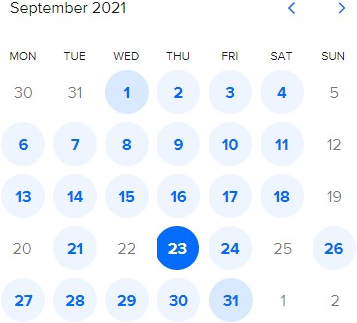 September 2021
MON TUE WED THU FRI SAT SUN
30 31 1 2 3 4 5
6 7 8 9 10 11 12
13 14 15 16 17 18 19
20 21 22 23 24 25 26
27 28 29 30 31 1 2